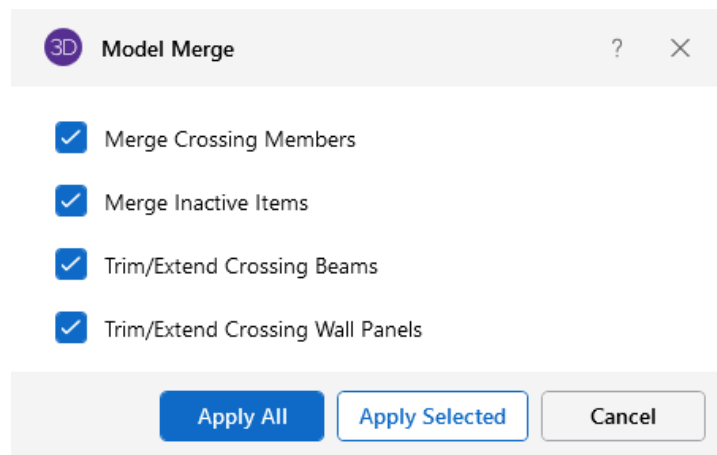 3D Model Merge ?
Merge Crossing Members
Merge Inactive Items
Trim/Extend Crossing Beams
Trim/Extend Crossing Wall Panels
Apply All Apply Selected Cancel